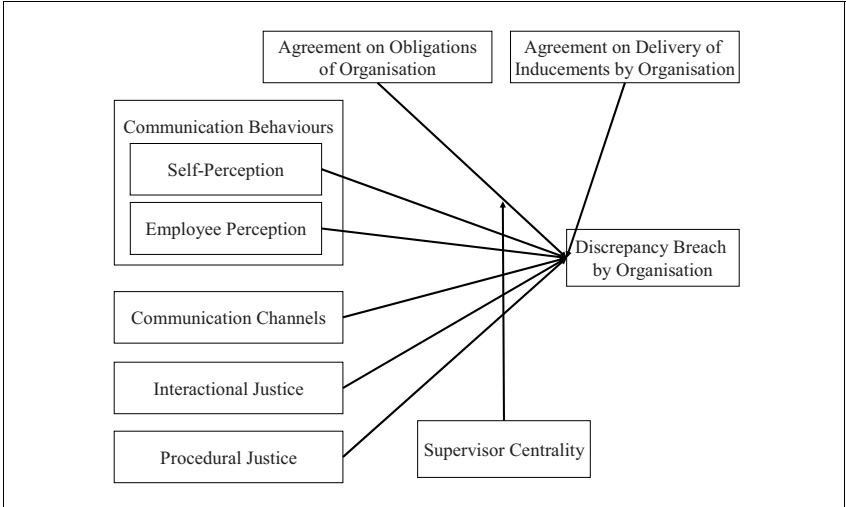 Agreement on Obligations
of Organisation
Agreement on Delivery of
Inducements by Organisation
Communication Behaviours
Self-Perception
Employee Perception
Discrepancy Breach
by Organisation
Communication Channels
Interactional Justice
Supervisor Centrality
Procedural Justice